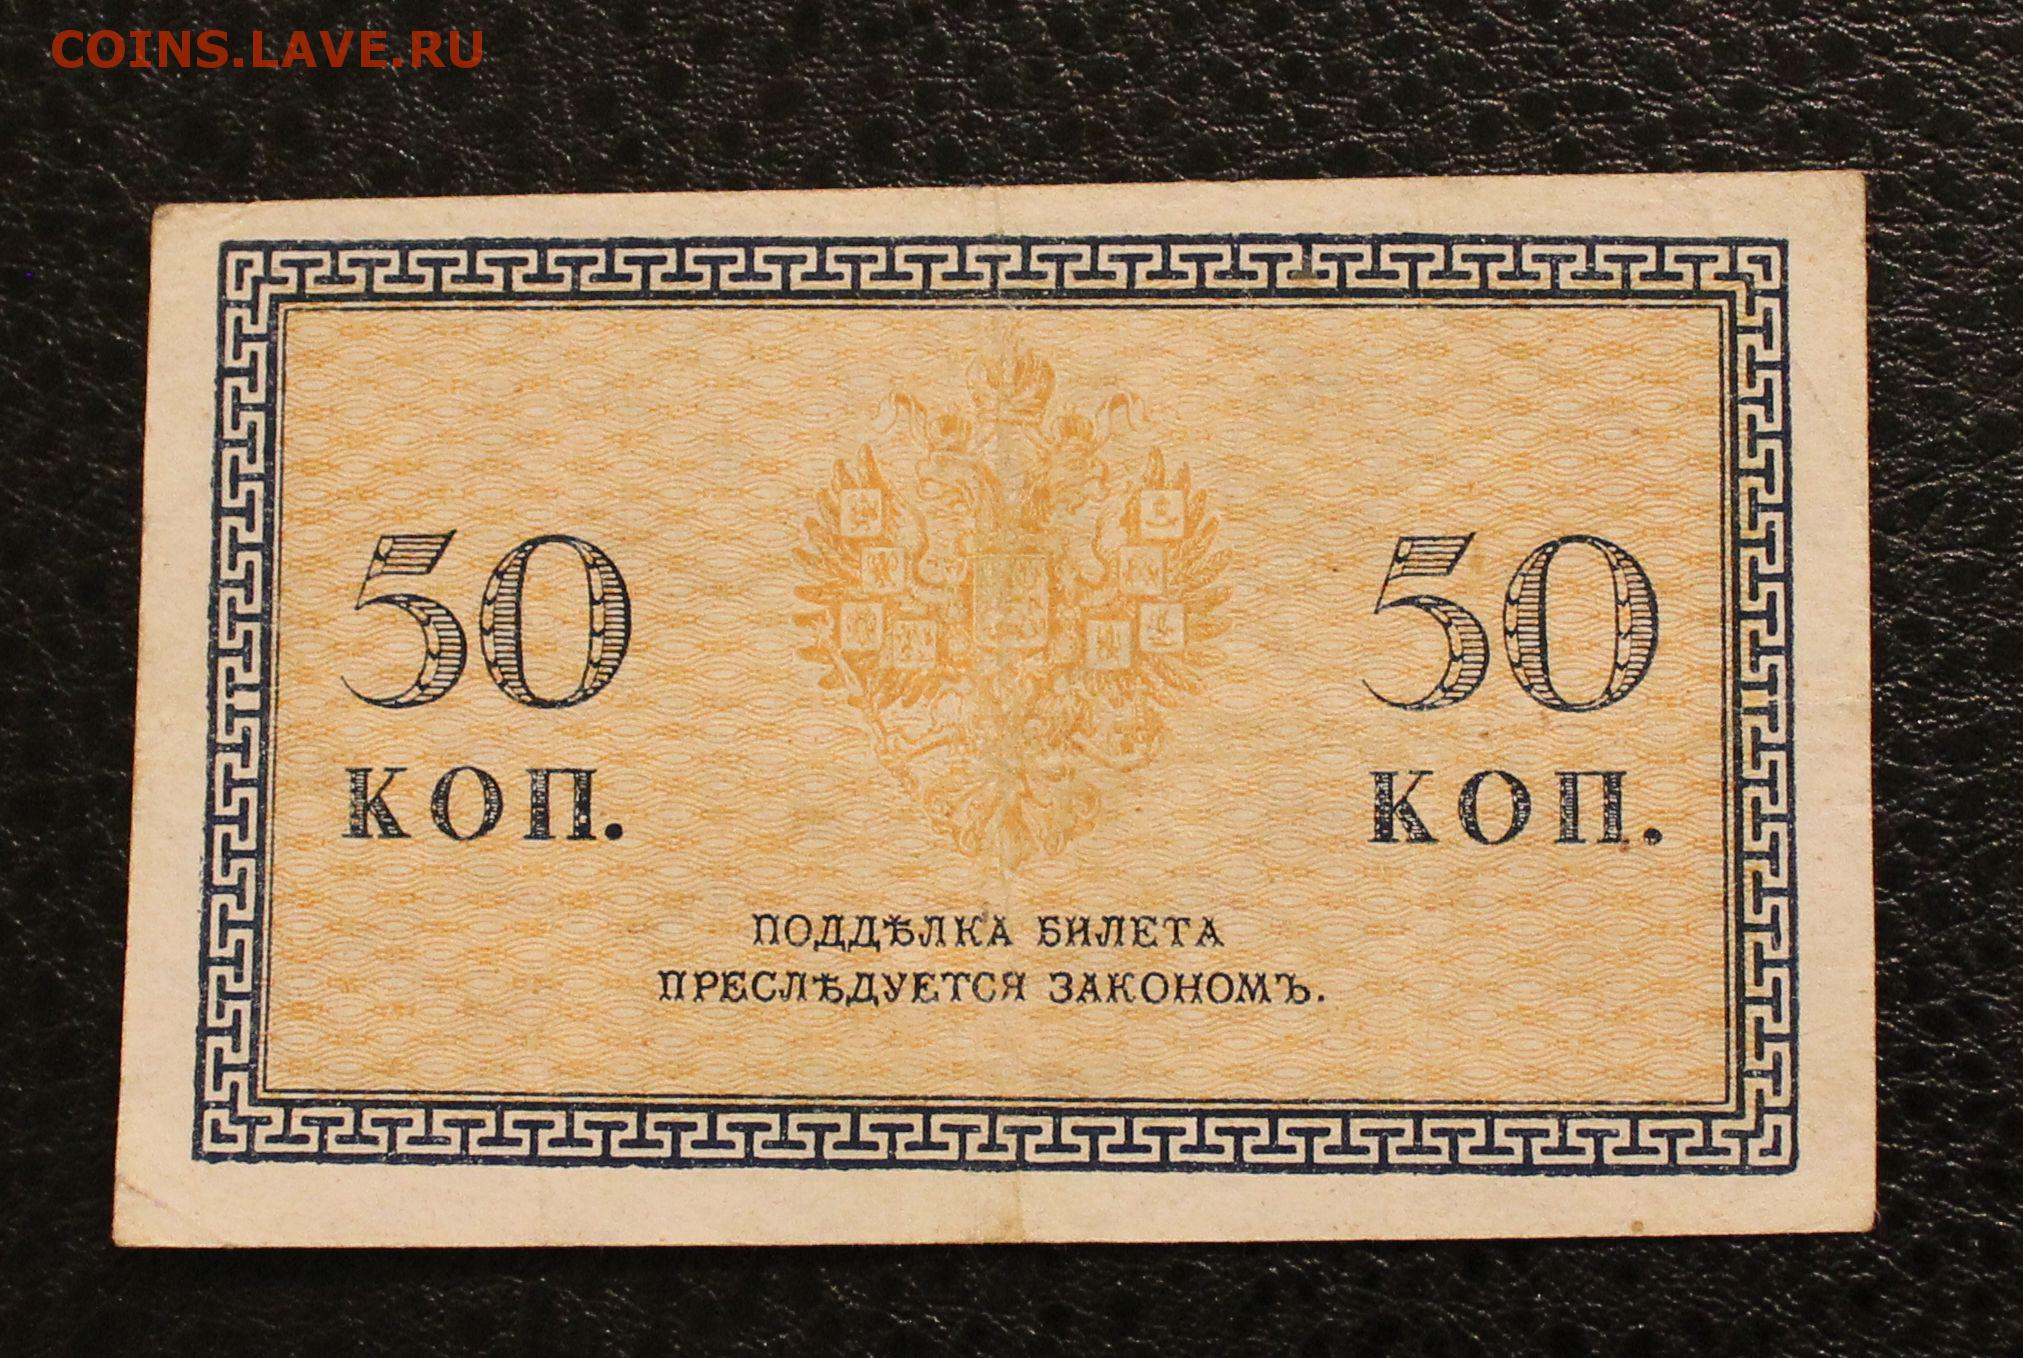 COINS.LAVE.RU
50 50
КОП. КОП.
ПОДДѢЛКА БИЛЕТА
ПРЕСЛѢДУЕТСЯ ЗАКОНОМЪ.